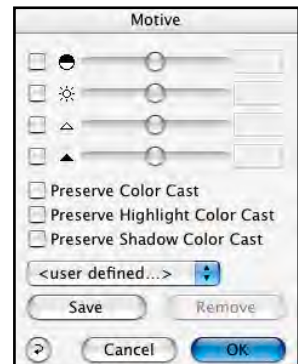 Motive
Preserve Color Cast
Preserve Highlight Color Cast
Preserve Shadow Color Cast
<user defined...>
Save Remove
Cancel OK